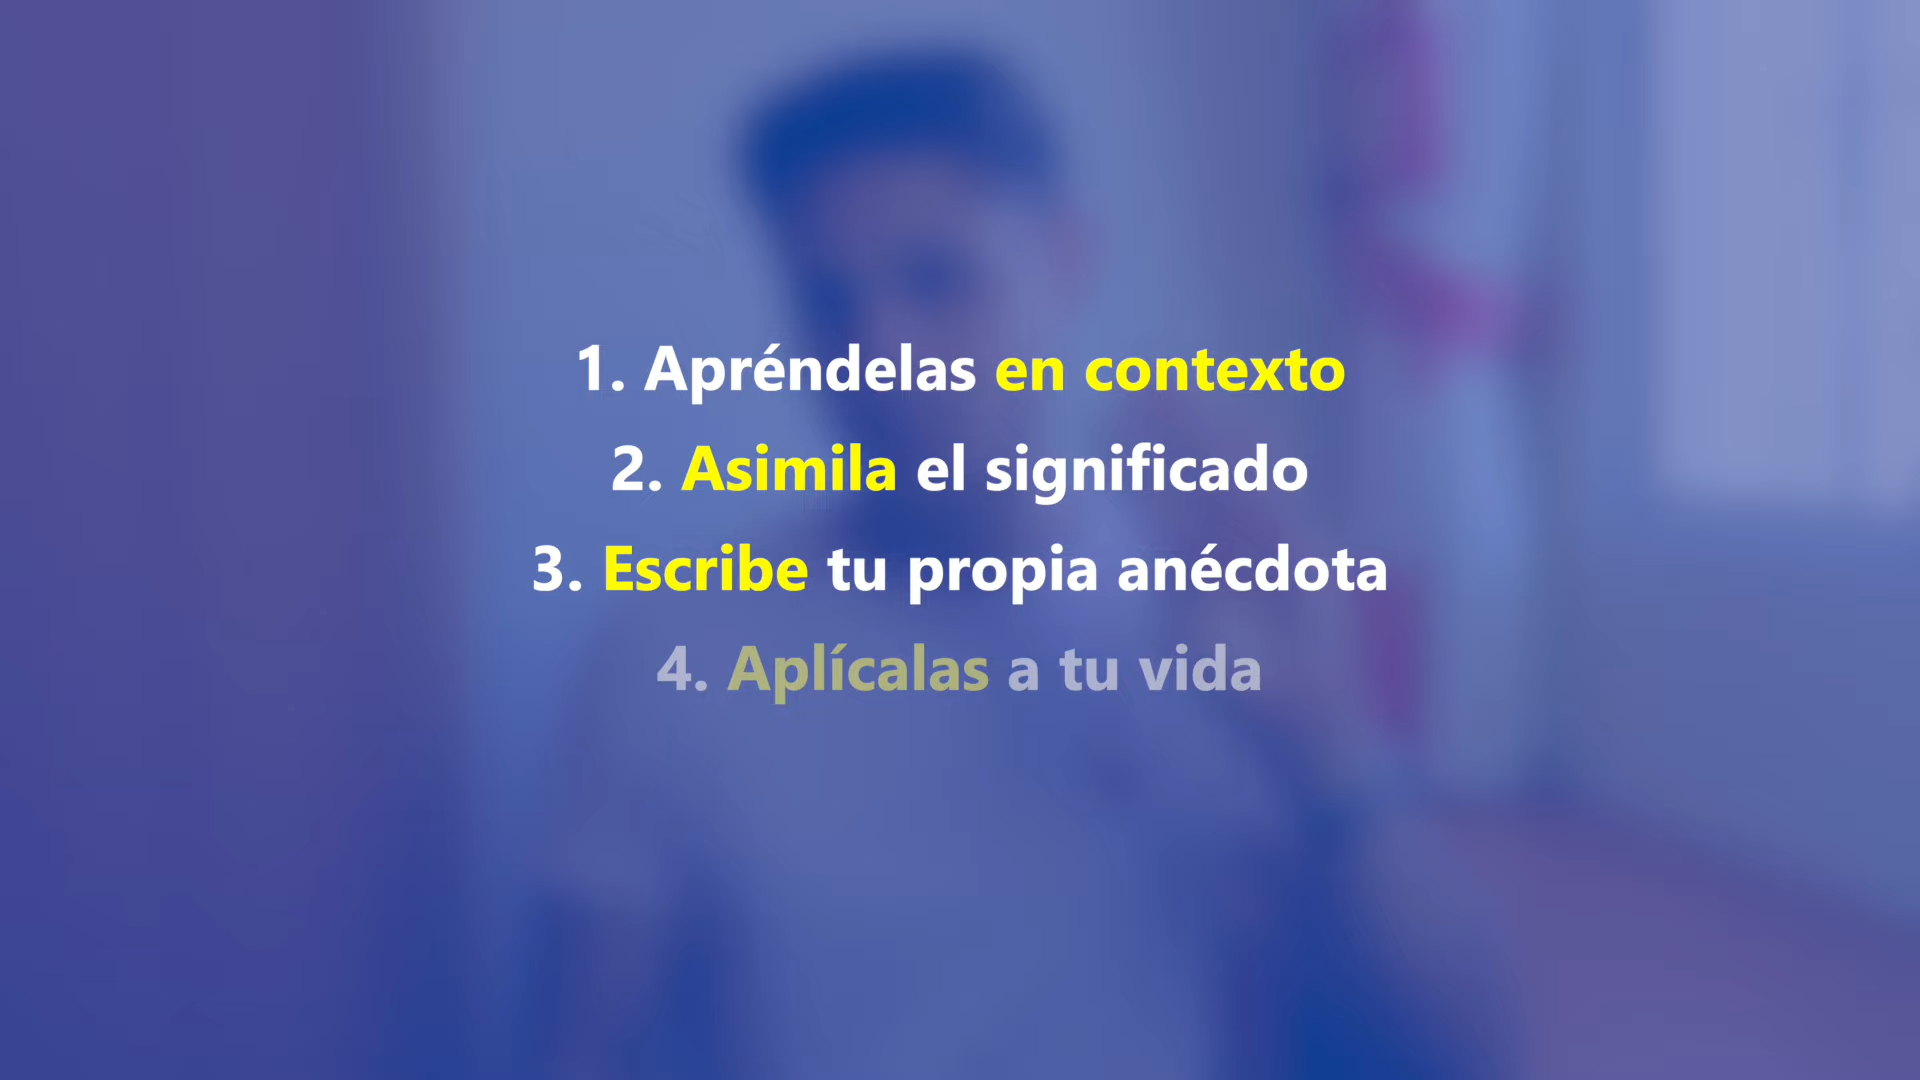 1. Apréndelas en contexto
2. Asimila el significado
3. Escribe tu propia anécdota
4. Aplícalas a tu vida